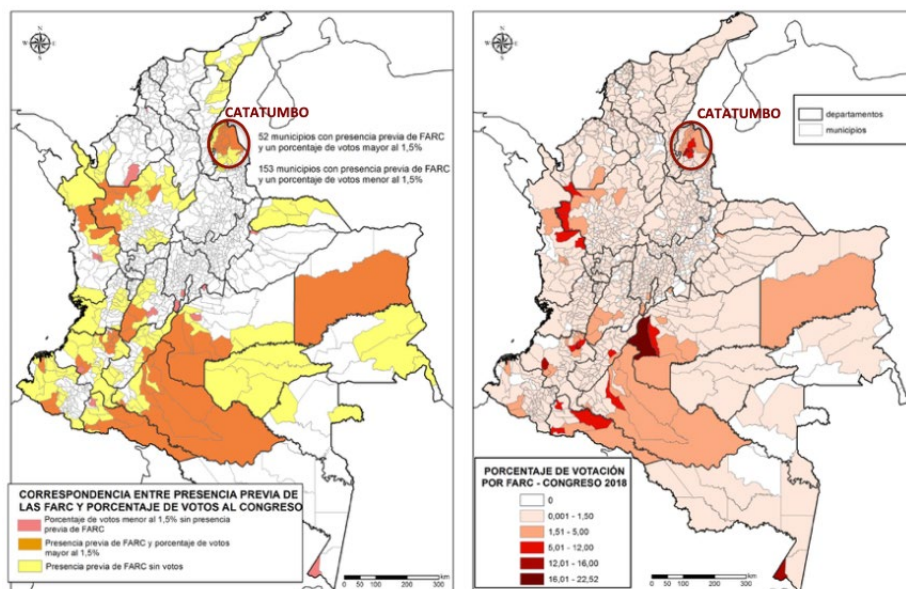 CATATUMBO
52 municipios con presencia previa de FARC
y un porcentaje de votos mayor al 1,5%
153 municipios con presencia previa de FARC
y un porcentaje de votos menor al 1,5%
CORRESPONDENCIA ENTRE PRESENCIA PREVIA DE
LAS FARC Y PORCENTAJE DE VOTOS AL CONGRESO
Porcentaje de votos menor al 1,5% sin presencia
previa de FARC
Presencia previa de FARC y porcentaje de votos
mayor al 1,5%
Presencia previa de FARC sin votos
0 50 100 200 300
km
CATATUMBO
departamentos
municipios
PORCENTAJE DE VOTACIÓN
POR FARC - CONGRESO 2018
0
0,001 - 1,50
1,51 - 5,00
5,01 - 12,00
12,01 - 16,00
16,01 - 22,52
0 50 100 200 300
km